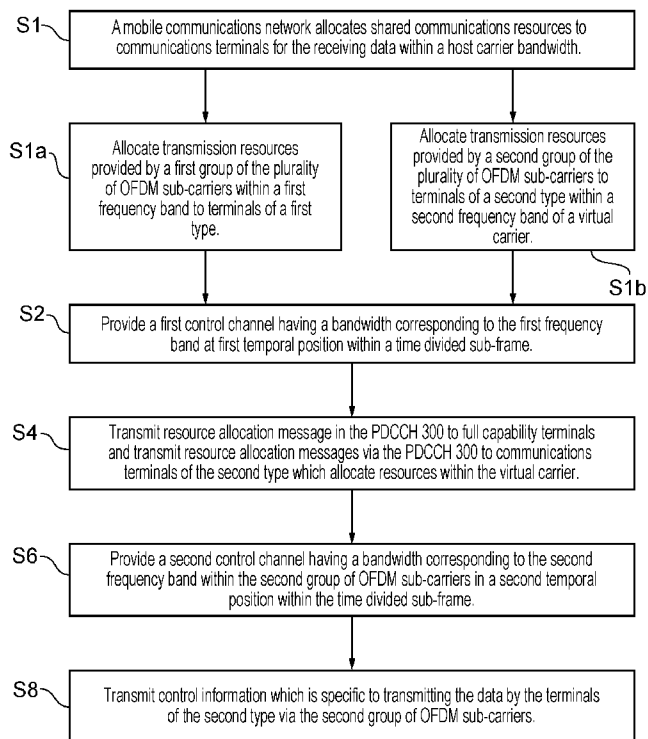 S1
A mobile communications network allocates shared communications resources to
communications terminals for the receiving data within a host carrier bandwidth.
S1a
Allocate transmission resources
provided by a first group of the plurality
of OFDM sub-carriers within a first
frequency band to terminals of a first
type.
Allocate transmission resources
provided by a second group of the
plurality of OFDM sub-carriers to
terminals of a second type within a
second frequency band of a virtual
carrier.
S1b
S2
Provide a first control channel having a bandwidth corresponding to the first frequency
band at first temporal position within a time divided sub-frame.
S4
Transmit resource allocation message in the PDCCH 300 to full capability terminals
and transmit resource allocation messages via the PDCCH 300 to communications
terminals of the second type which allocate resources within the virtual carrier.
S6
Provide a second control channel having a bandwidth corresponding to the second
frequency band within the second group of OFDM sub-carriers in a second temporal
position within the time divided sub-frame.
S8
Transmit control information which is specific to transmitting the data by the terminals
of the second type via the second group of OFDM sub-carriers.